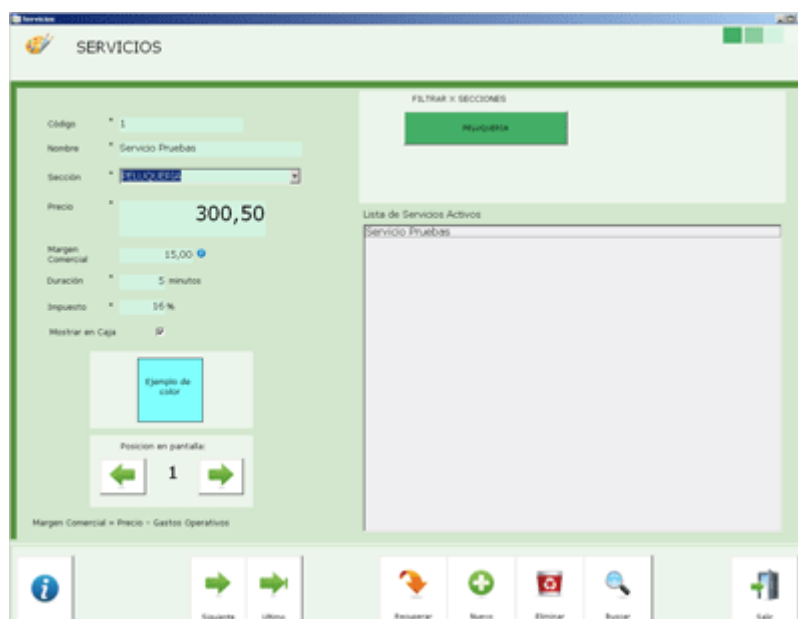 Servicios
SERVICIOS
Código * 1
Nombre * Servicio Pruebas
Sección * PELUQUERIA
Precio * 300,50
Margen
Comercial 15,00
Duración * 5 minutos
Impuesto * 16 %
Mostrar en Caja
Ejemplo de
color
Posicion en pantalla:
1
Margen Comercial = Precio - Gastos Operativos
FILTRAR X SECCIONES
PELUQUERIA
Lista de Servicios Activos
Servicio Pruebas
Siguiente Ultimo Recuperar Nuevo Eliminar Buscar Salir